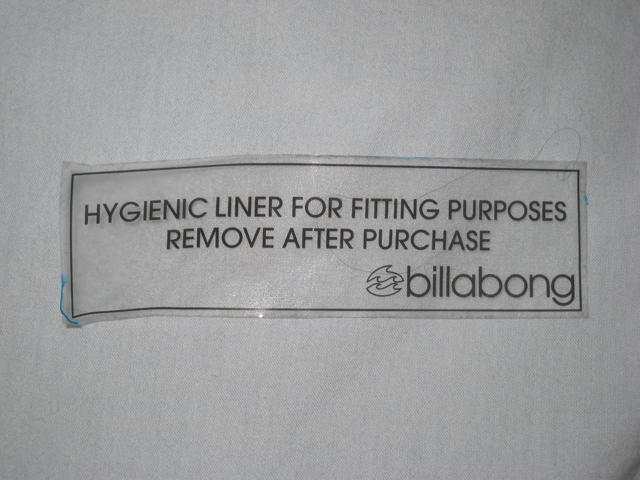 HYGIENIC LINER FOR FITTING PURPOSES
REMOVE AFTER PURCHASE
billabong